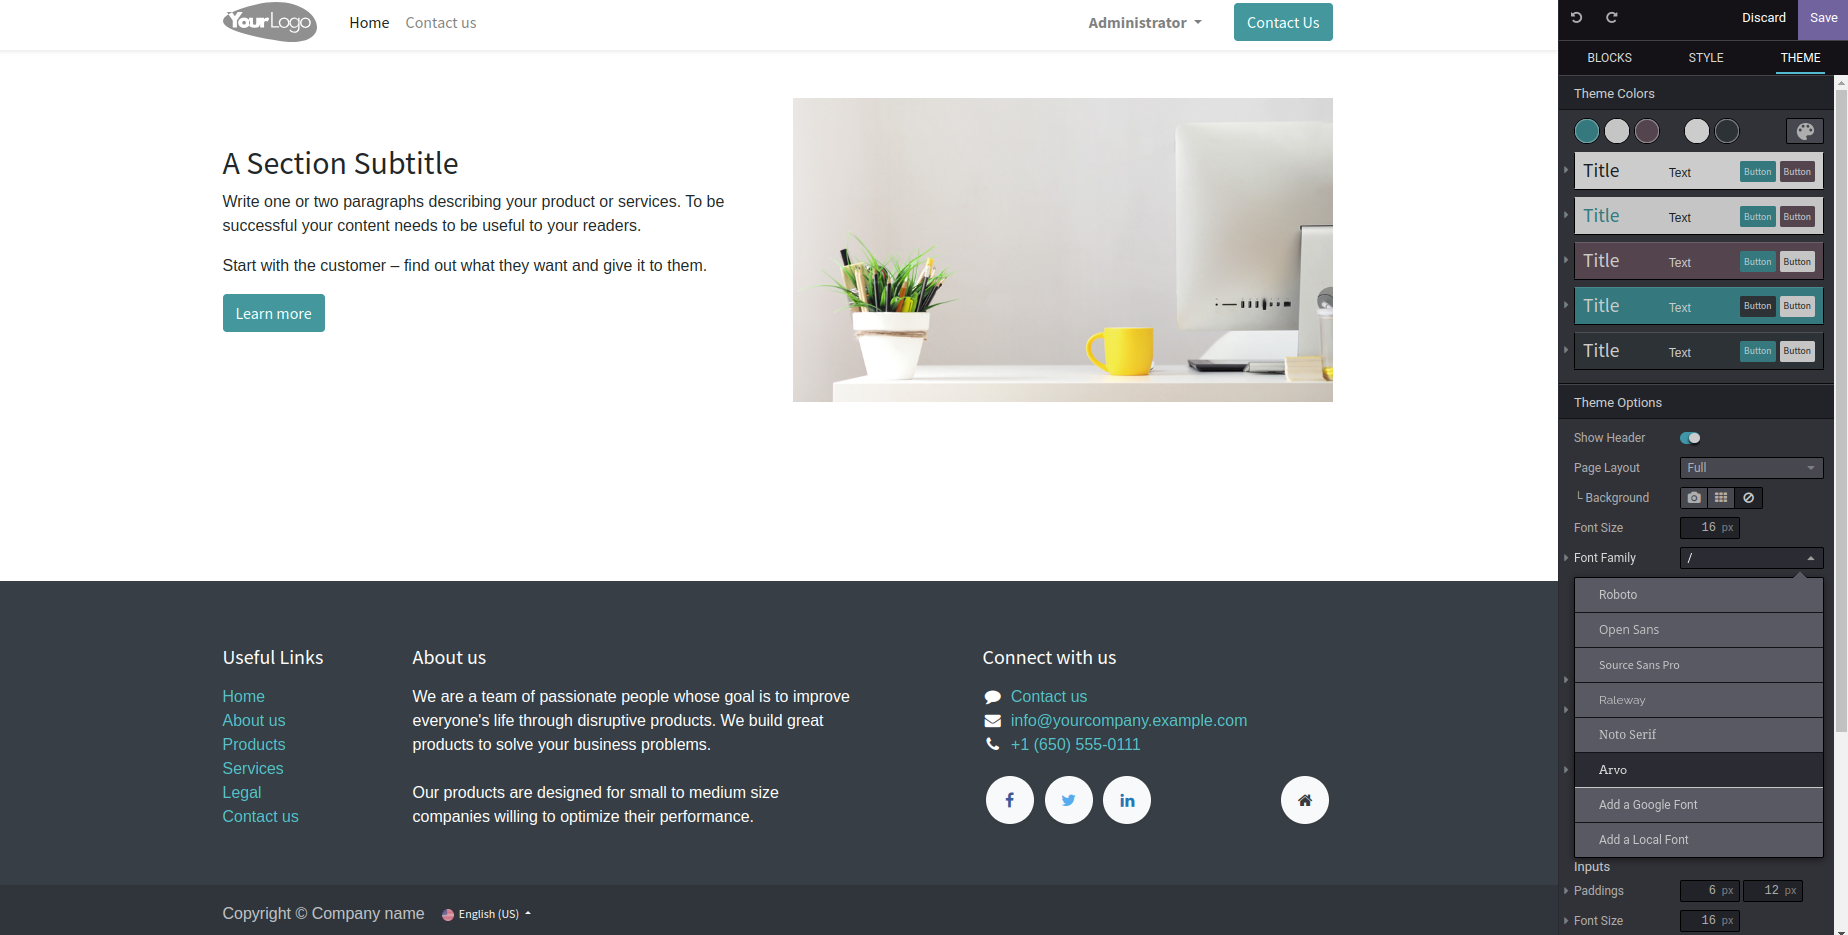 YourLogo
Home
Contact us
Administrator
Contact Us
Discard
Save
BLOCKS
STYLE
THEME
A Section Subtitle
Write one or two paragraphs describing your product or services. To be
successful your content needs to be useful to your readers.
Start with the customer – find out what they want and give it to them.
Learn more
Theme Colors
Title Text Button Button
Title Text Button Button
Title Text Button Button
Title Text Button Button
Title Text Button Button
Theme Options
Show Header
Page Layout Full
└ Background
Font Size 16 px
Font Family /
Roboto
Open Sans
Source Sans Pro
Raleway
Noto Serif
Arvo
Add a Google Font
Add a Local Font
Inputs
Paddings 6 px 12 px
Font Size 16 px
Useful Links
Home
About us
Products
Services
Legal
Contact us
About us
We are a team of passionate people whose goal is to improve
everyone's life through disruptive products. We build great
products to solve your business problems.
Our products are designed for small to medium size
companies willing to optimize their performance.
Connect with us
Contact us
info@yourcompany.example.com
+1 (650) 555-0111
Copyright © Company name
English (US)